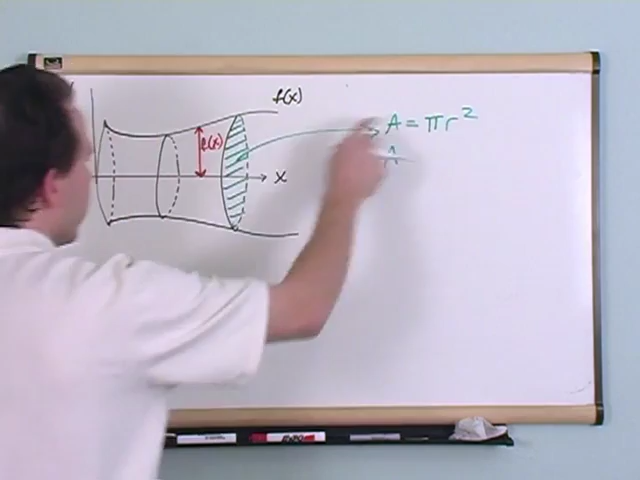 f(x)
A = πr²
f(x)
A
x